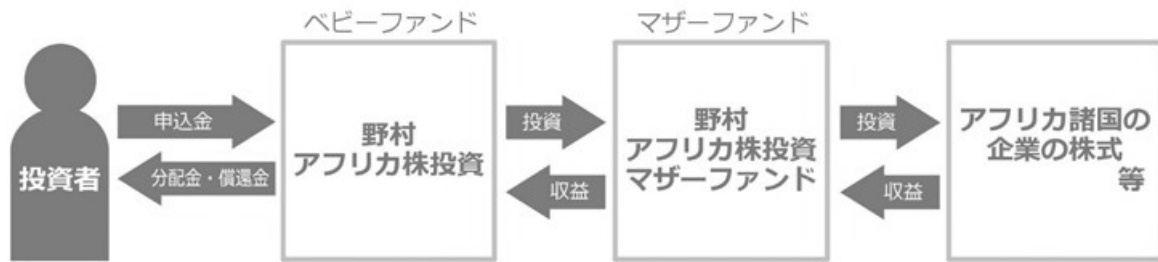 ベビーファンド
マザーファンド
投資者
申込金
分配金・償還金
野村
アフリカ株投資
投資
収益
野村
アフリカ株投資
マザーファンド
投資
収益
アフリカ諸国の
企業の株式
等